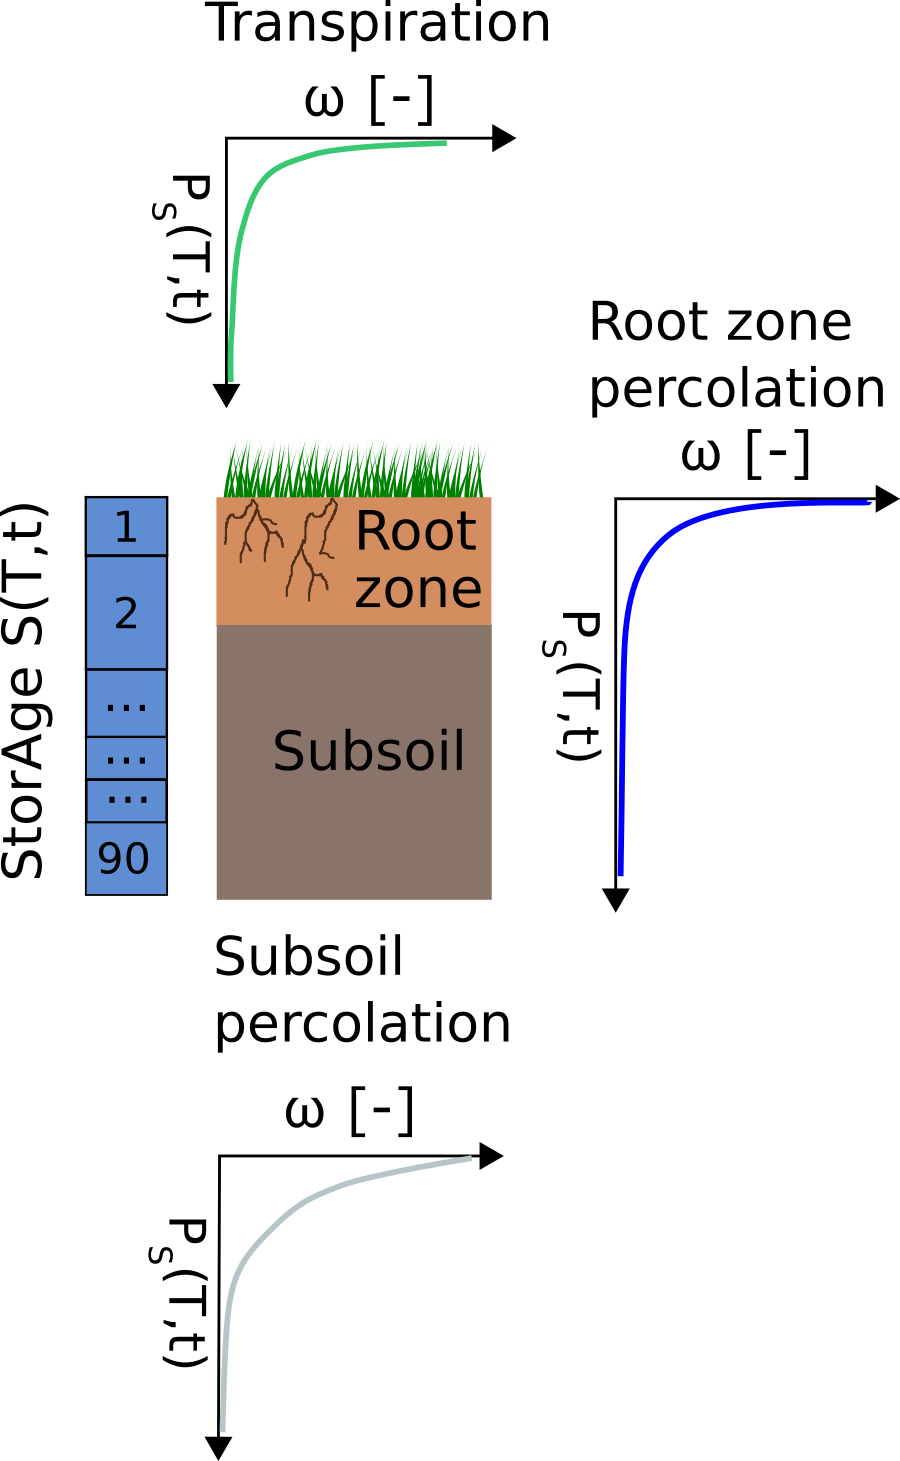 Transpiration
ω [-]
P_S(T,t)
Root zone
percolation
ω [-]
P_S(T,t)
StorAge S(T,t)
1
2
...
...
...
90
Root
zone
Subsoil
Subsoil
percolation
ω [-]
P_S(T,t)